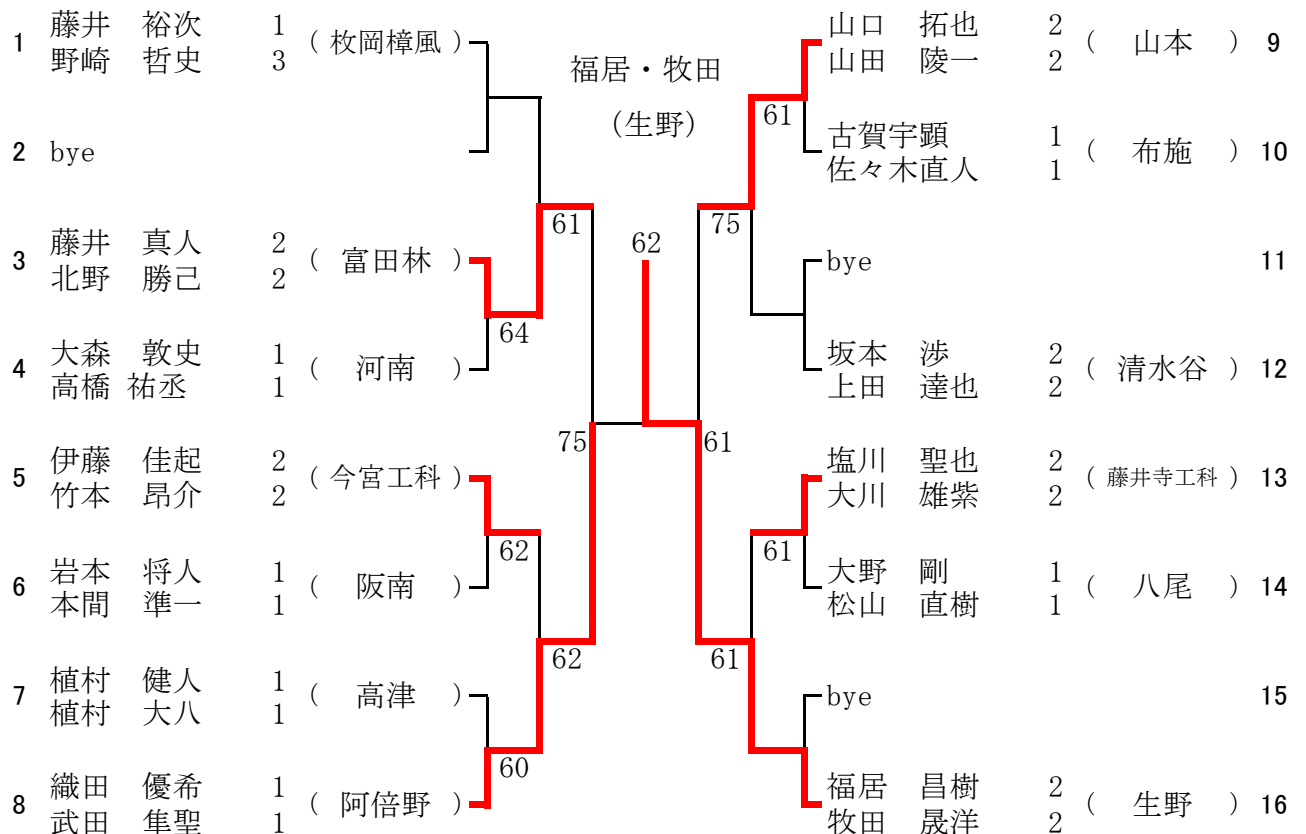 1 藤井 裕次 1 (枚岡樟風)
野崎 哲史 3
2 bye
3 藤井 真人 2 (富田林)
北野 勝己 2
4 大森 敦史 1 (河南)
高橋 祐丞 1
5 伊藤 佳起 2 (今宮工科)
竹本 昂介 2
6 岩本 将人 1 (阪南)
本間 準一 1
7 植村 健人 1 (高津)
植村 大八 1
8 織田 優希 1 (阿倍野)
武田 隼聖 1
64
62
60
61
62
75
福居・牧田
(生野)
62
61
75
61
61
61
山口 拓也 2 (山本) 9
山田 陵一 2
古賀宇顕 1 (布施) 10
佐々木直人 1
bye 11
坂本 渉 2 (清水谷) 12
上田 達也 2
塩川 聖也 2 (藤井寺工科) 13
大川 雄紫 2
大野 剛 1 (八尾) 14
松山 直樹 1
bye 15
福居 昌樹 2 (生野) 16
牧田 晟洋 2